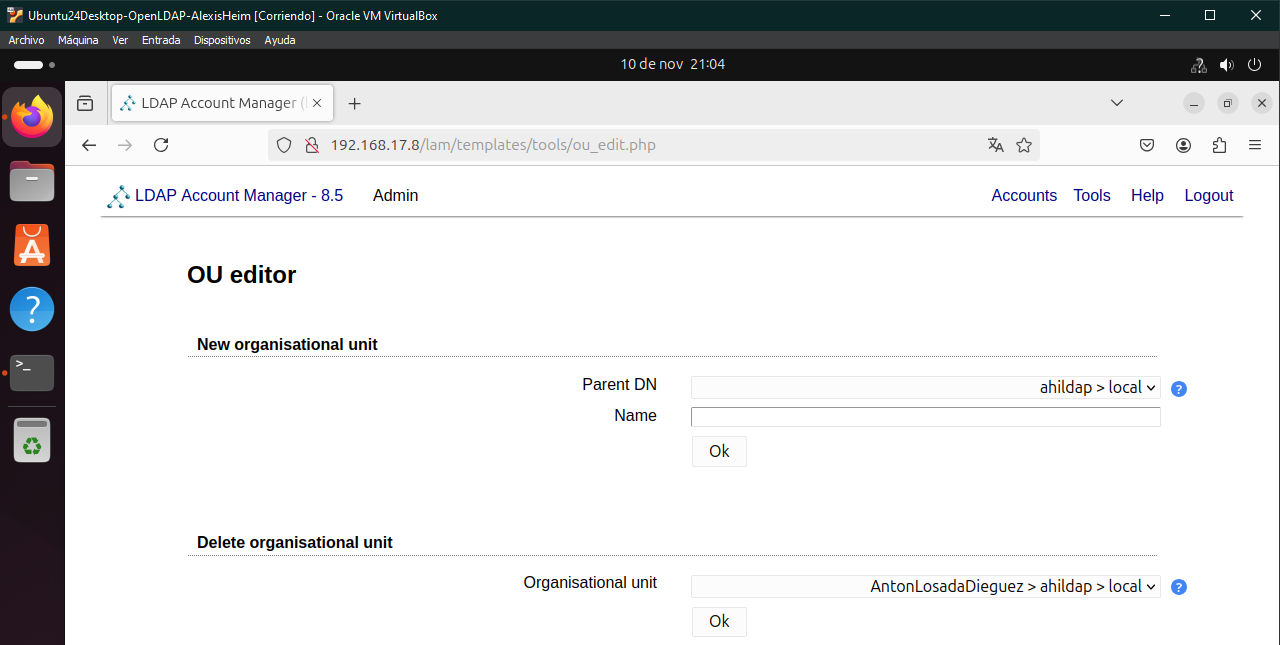 Ubuntu24Desktop-OpenLDAP-AlexisHeim [Corriendo] - Oracle VM VirtualBox
Archivo Máquina Ver Entrada Dispositivos Ayuda
10 de nov 21:04
LDAP Account Manager (
192.168.17.8/lam/templates/tools/ou_edit.php
LDAP Account Manager - 8.5 Admin Accounts Tools Help Logout
OU editor
New organisational unit
Parent DN ahildap > local
Name
Ok
Delete organisational unit
Organisational unit AntonLosadaDieguez > ahildap > local
Ok